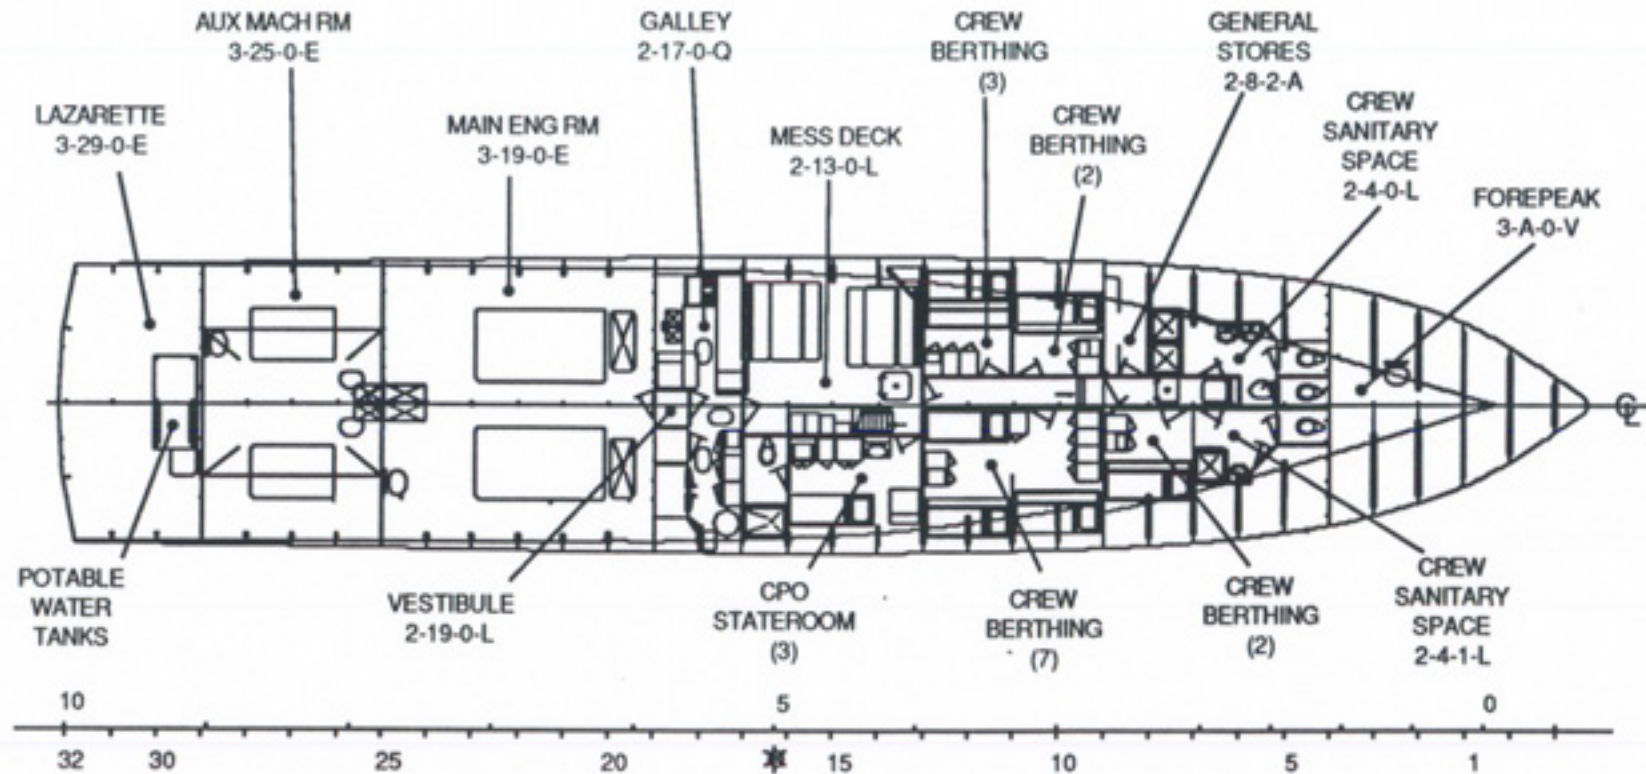 AUX MACH RM
3-25-0-E
GALLEY
2-17-0-Q
CREW
BERTHING
(3)
GENERAL
STORES
2-8-2-A
LAZARETTE
3-29-0-E
MAIN ENG RM
3-19-0-E
MESS DECK
2-13-0-L
CREW
BERTHING
(2)
CREW
SANITARY
SPACE
2-4-0-L
FOREPEAK
3-A-0-V
POTABLE
WATER
TANKS
VESTIBULE
2-19-0-L
CPO
STATEROOM
(3)
CREW
BERTHING
(7)
CREW
BERTHING
(2)
CREW
SANITARY
SPACE
2-4-1-L
10 5 0
32 30 25 20 15 10 5 1